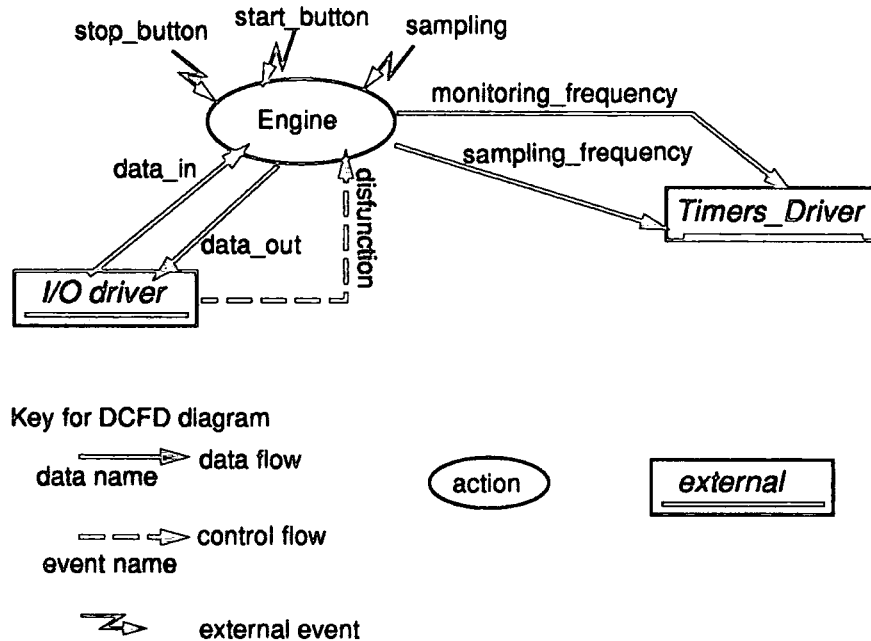 stop_button
start_button
sampling
Engine
monitoring_frequency
sampling_frequency
data_in
data_out
disfunction
Timers_Driver
I/O driver
Key for DCFD diagram
data name
data flow
action
external
event name
control flow
external event